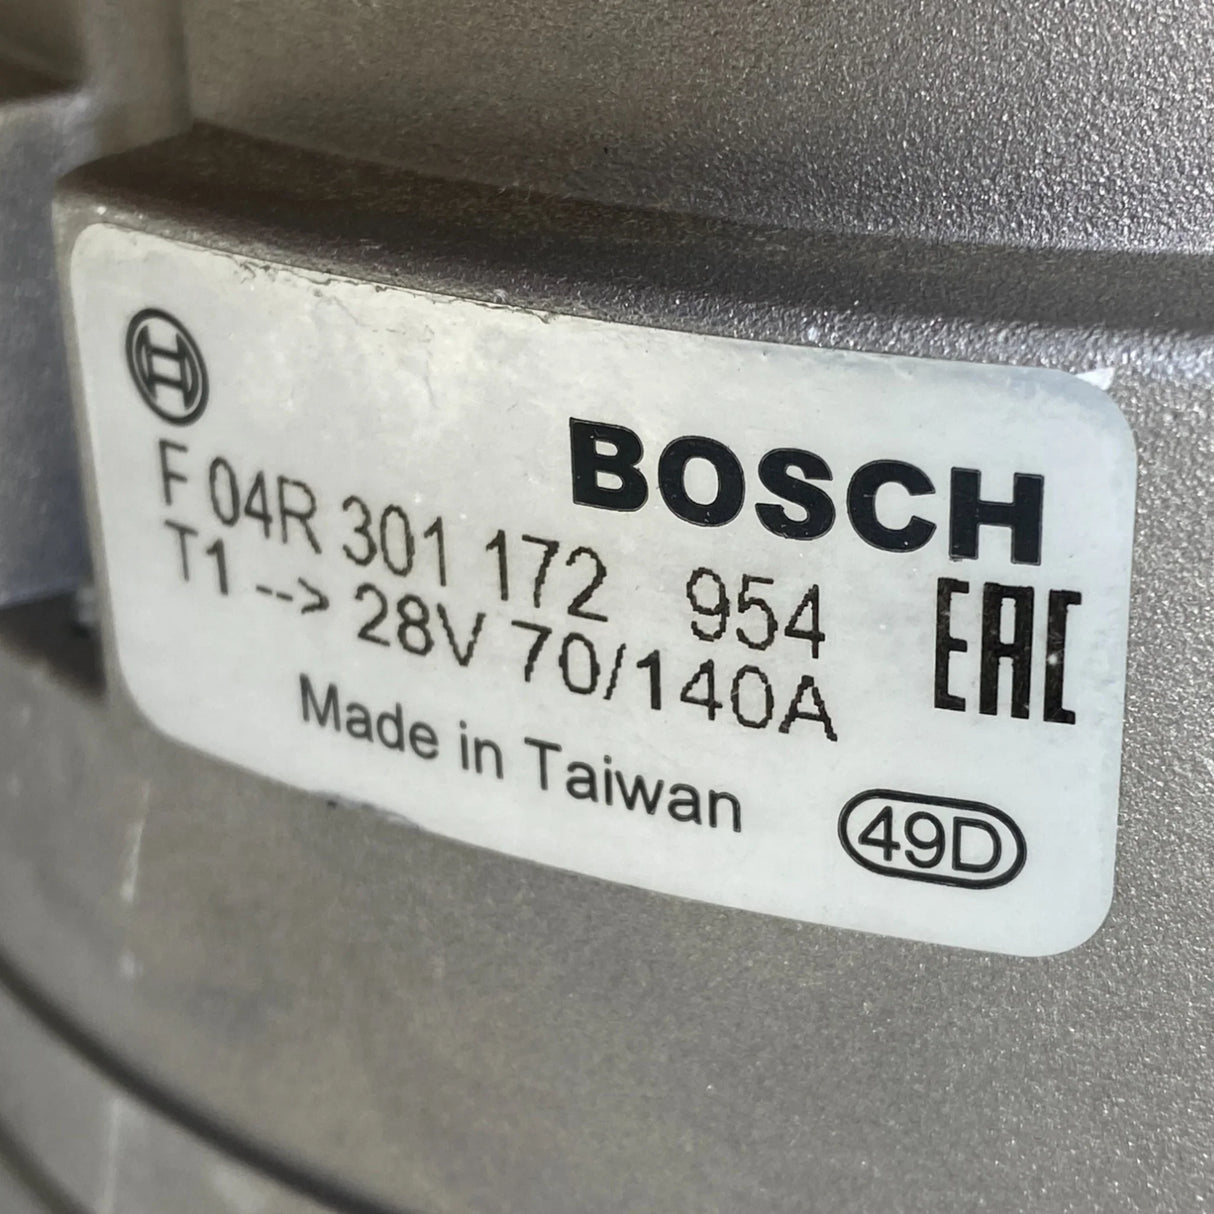 BOSCH
F 04R 301 172 954
T1 --> 28V 70/140A
EAC
Made in Taiwan
49D